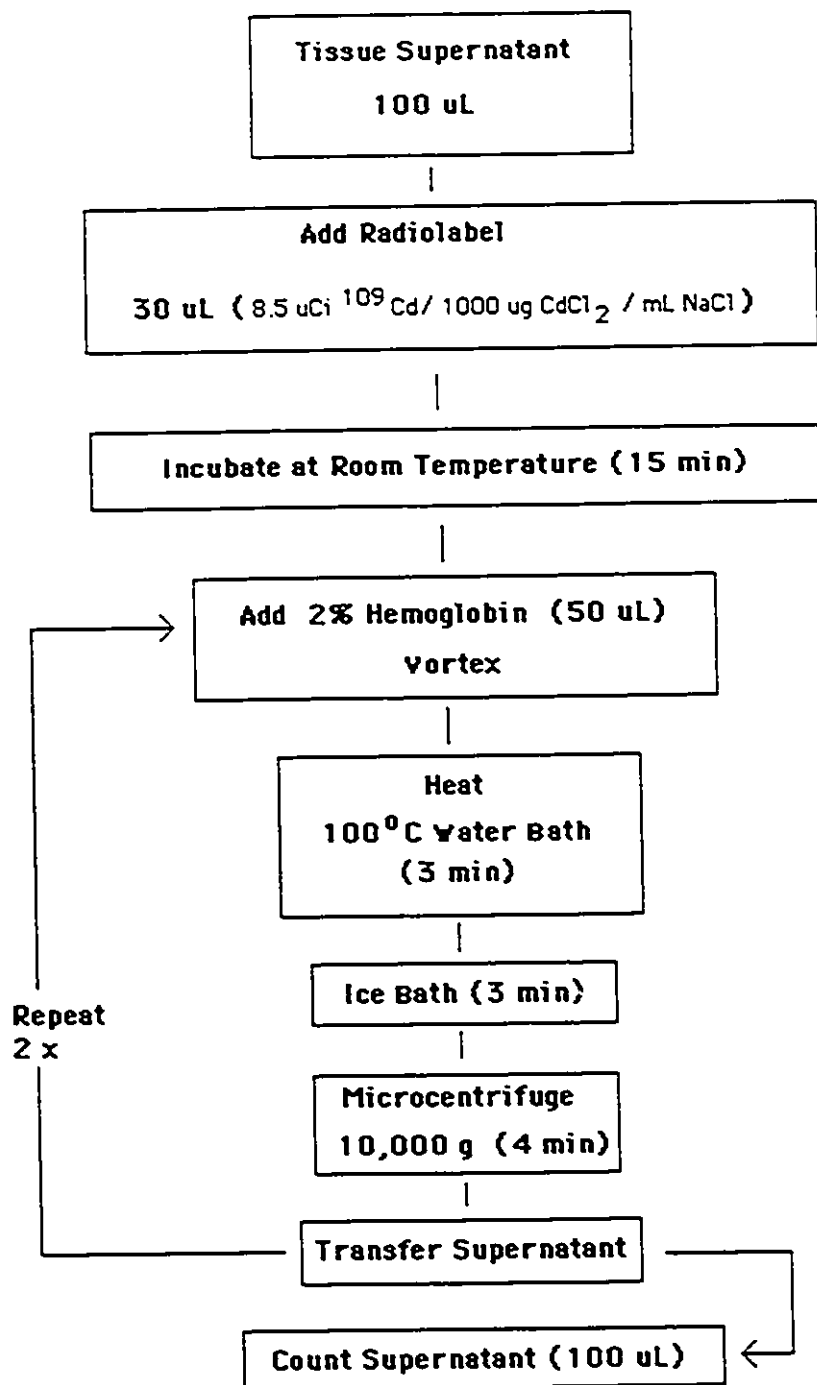 Tissue Supernatant
100 uL
Add Radiolabel
30 uL ( 8.5 uCi ¹⁰⁹Cd/ 1000 ug CdCl₂ / mL NaCl )
Incubate at Room Temperature (15 min)
Add 2% Hemoglobin (50 uL)
Vortex
Heat
100⁰C Water Bath
(3 min)
Ice Bath (3 min)
Repeat
2 x
Microcentrifuge
10,000 g (4 min)
Transfer Supernatant
Count Supernatant (100 uL)